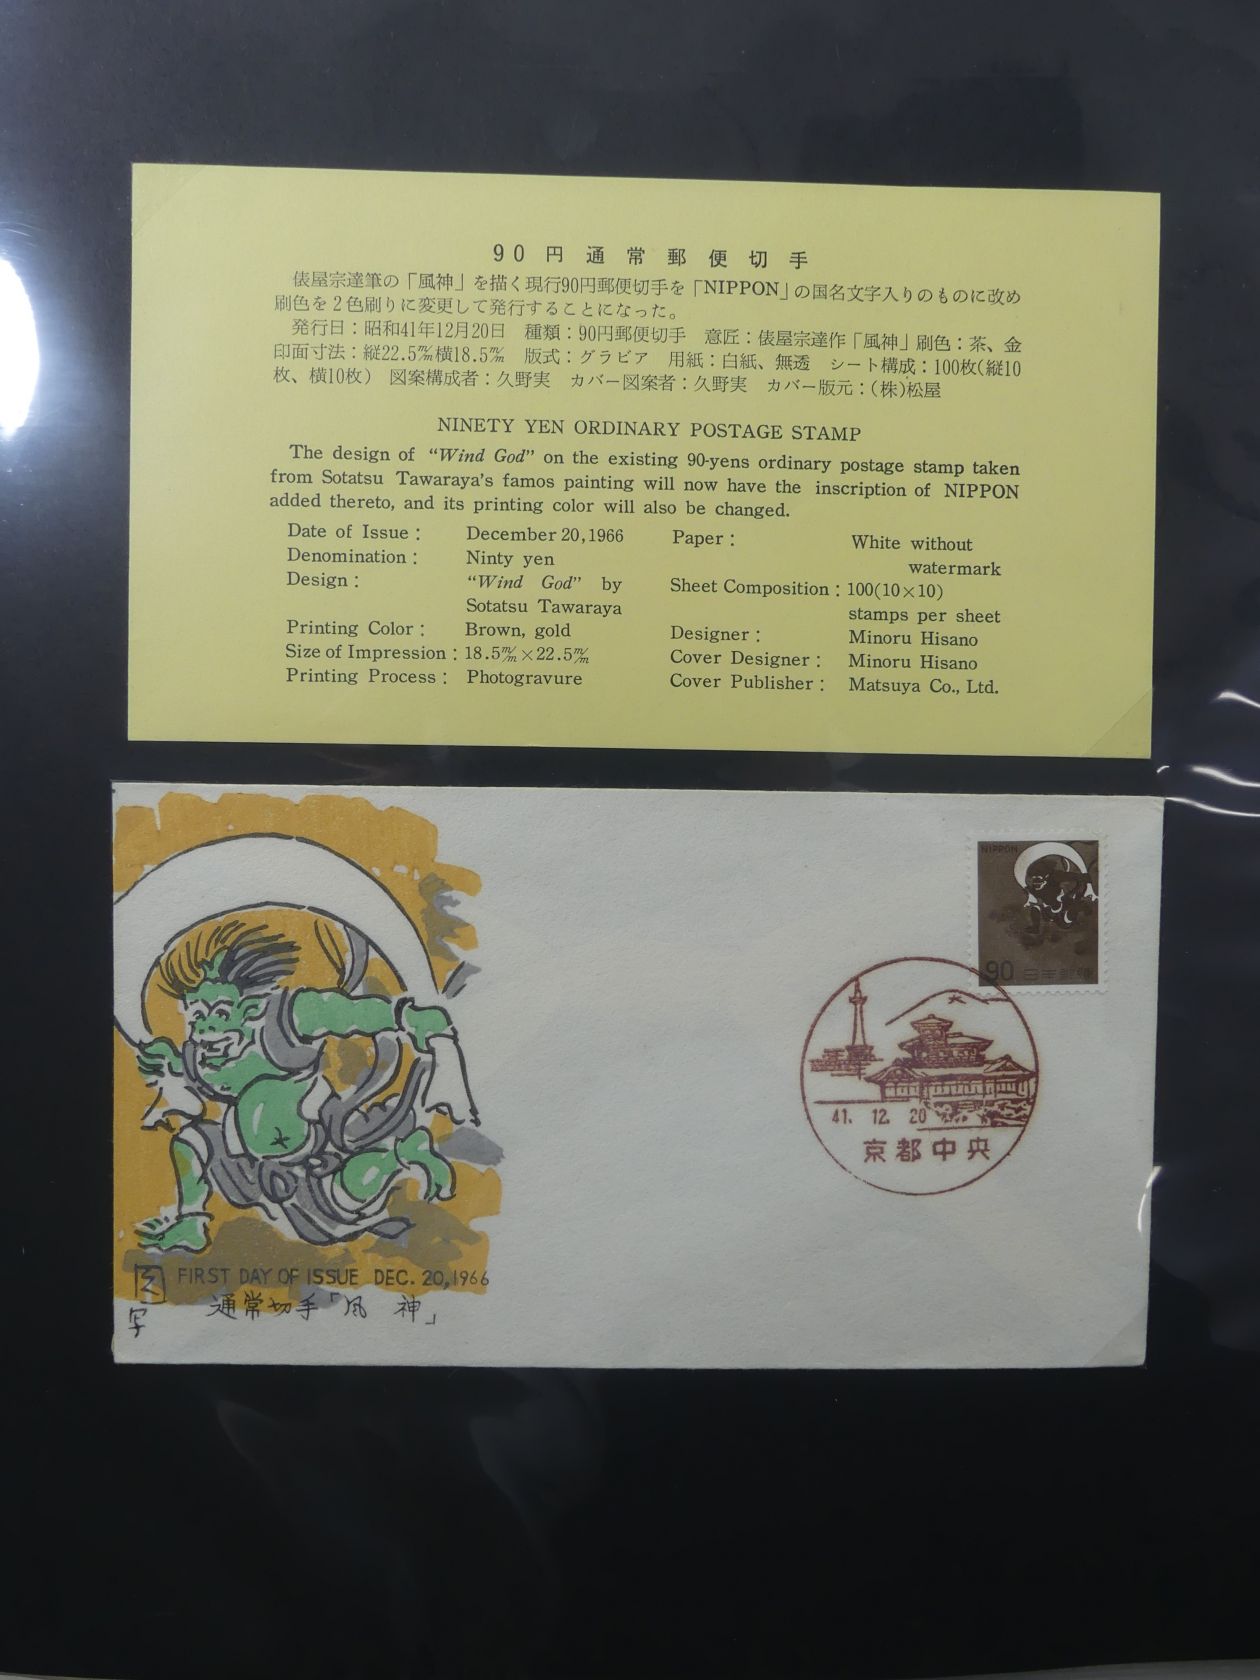 90円通常郵便切手
俵屋宗達筆の「風神」を描く現行90円郵便切手を「NIPPON」の国名文字入りのものに改め
刷色を2色刷りに変更して発行することになった。
発行日：昭和41年12月20日　種類：90円郵便切手　意匠：俵屋宗達作「風神」刷色：茶、金
印面寸法：縦22.5㎜横18.5㎜　版式：グラビア　用紙：白紙、無透　シート構成：100枚(縦10
枚、横10枚)　図案構成者：久野実　カバー図案者：久野実　カバー版元：(株)松屋
NINETY YEN ORDINARY POSTAGE STAMP
The design of “Wind God” on the existing 90-yens ordinary postage stamp taken
from Sotatsu Tawaraya's famos painting will now have the inscription of NIPPON
added thereto, and its printing color will also be changed.
Date of Issue : December 20, 1966
Denomination : Ninty yen
Design : “Wind God” by
Sotatsu Tawaraya
Printing Color : Brown, gold
Size of Impression : 18.5㎜×22.5㎜
Printing Process : Photogravure
Paper : White without
watermark
Sheet Composition : 100(10×10)
stamps per sheet
Designer : Minoru Hisano
Cover Designer : Minoru Hisano
Cover Publisher : Matsuya Co., Ltd.
NIPPON
90 日本郵便
41. 12. 20
京都中央
FIRST DAY OF ISSUE DEC. 20, 1966
通常切手「風 神」
写